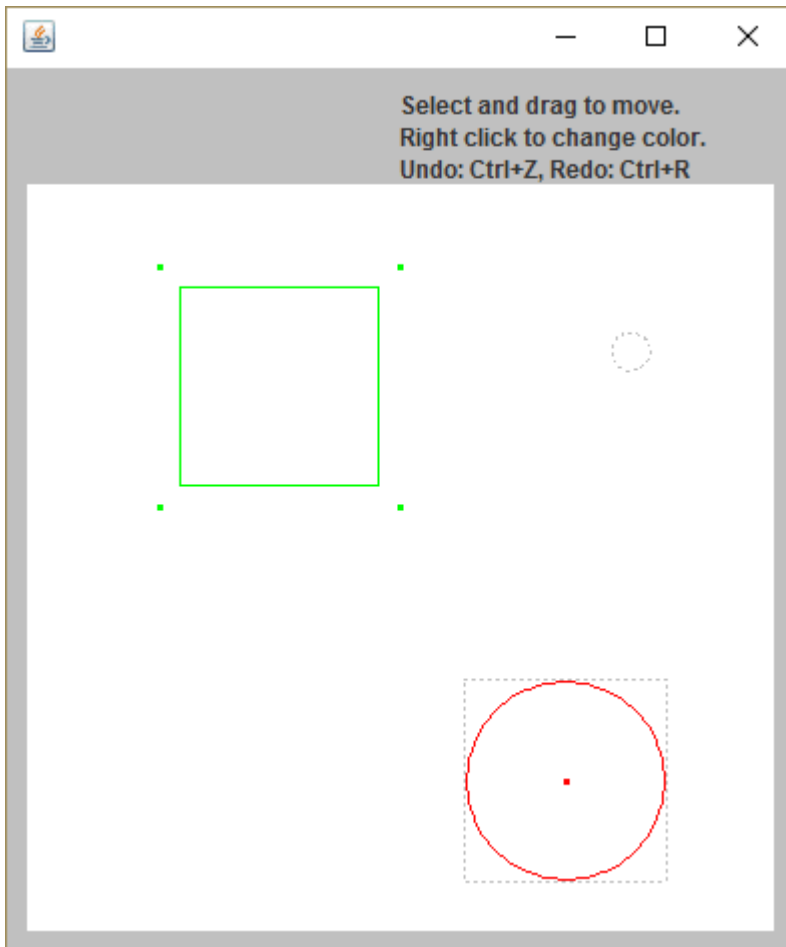 Select and drag to move.
Right click to change color.
Undo: Ctrl+Z, Redo: Ctrl+R